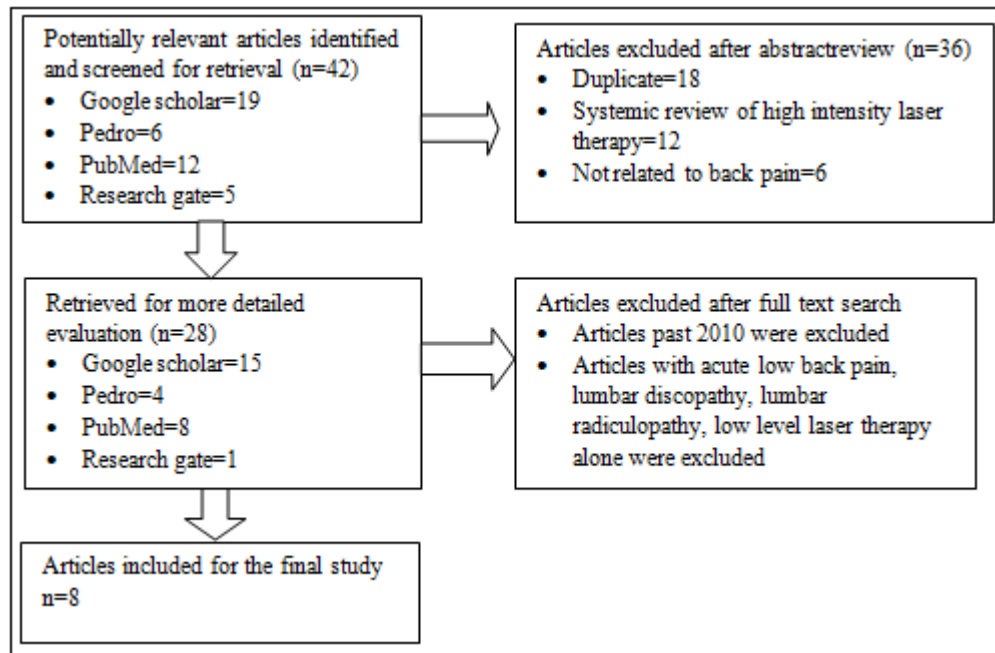 Potentially relevant articles identified
and screened for retrieval (n=42)
• Google scholar=19
• Pedro=6
• PubMed=12
• Research gate=5
Articles excluded after abstractreview (n=36)
• Duplicate=18
• Systemic review of high intensity laser
therapy=12
• Not related to back pain=6
Retrieved for more detailed
evaluation (n=28)
• Google scholar=15
• Pedro=4
• PubMed=8
• Research gate=1
Articles excluded after full text search
• Articles past 2010 were excluded
• Articles with acute low back pain,
lumbar discopathy, lumbar
radiculopathy, low level laser therapy
alone were excluded
Articles included for the final study
n=8